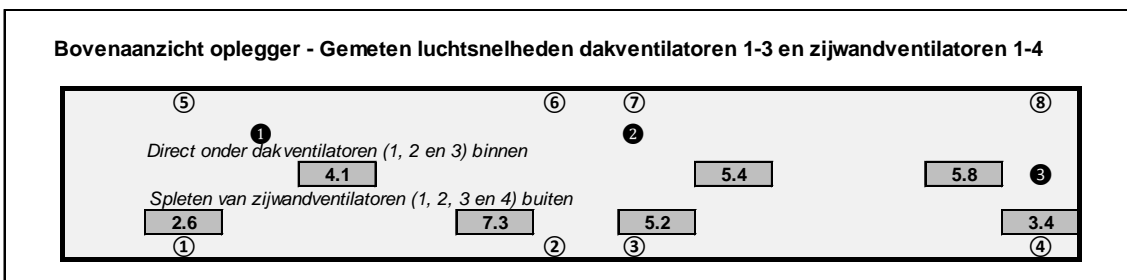 Bovenaanzicht oplegger - Gemeten luchtsnelheden dakventilatoren 1-3 en zijwandventilatoren 1-4
⑤ ⑥ ⑦ ⑧
❶ ❷
Direct onder dakventilatoren (1, 2 en 3) binnen
4.1 5.4 5.8 ❸
Spleten van zijwandventilatoren (1, 2, 3 en 4) buiten
2.6 7.3 5.2 3.4
① ② ③ ④